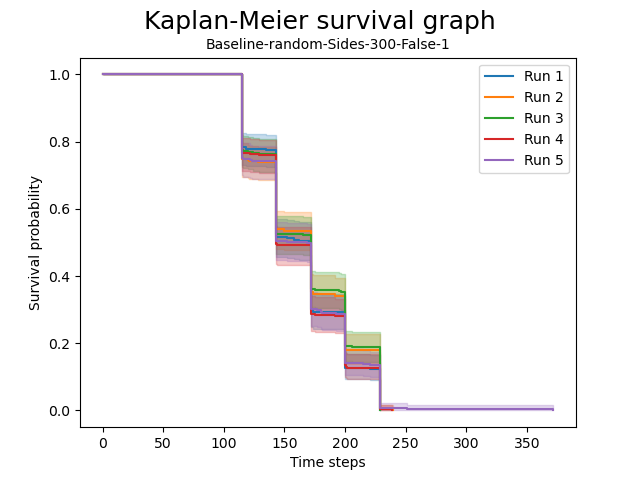 Kaplan-Meier survival graph
Baseline-random-Sides-300-False-1
Survival probability
1.0
0.8
0.6
0.4
0.2
0.0
Run 1
Run 2
Run 3
Run 4
Run 5
0 50 100 150 200 250 300 350
Time steps